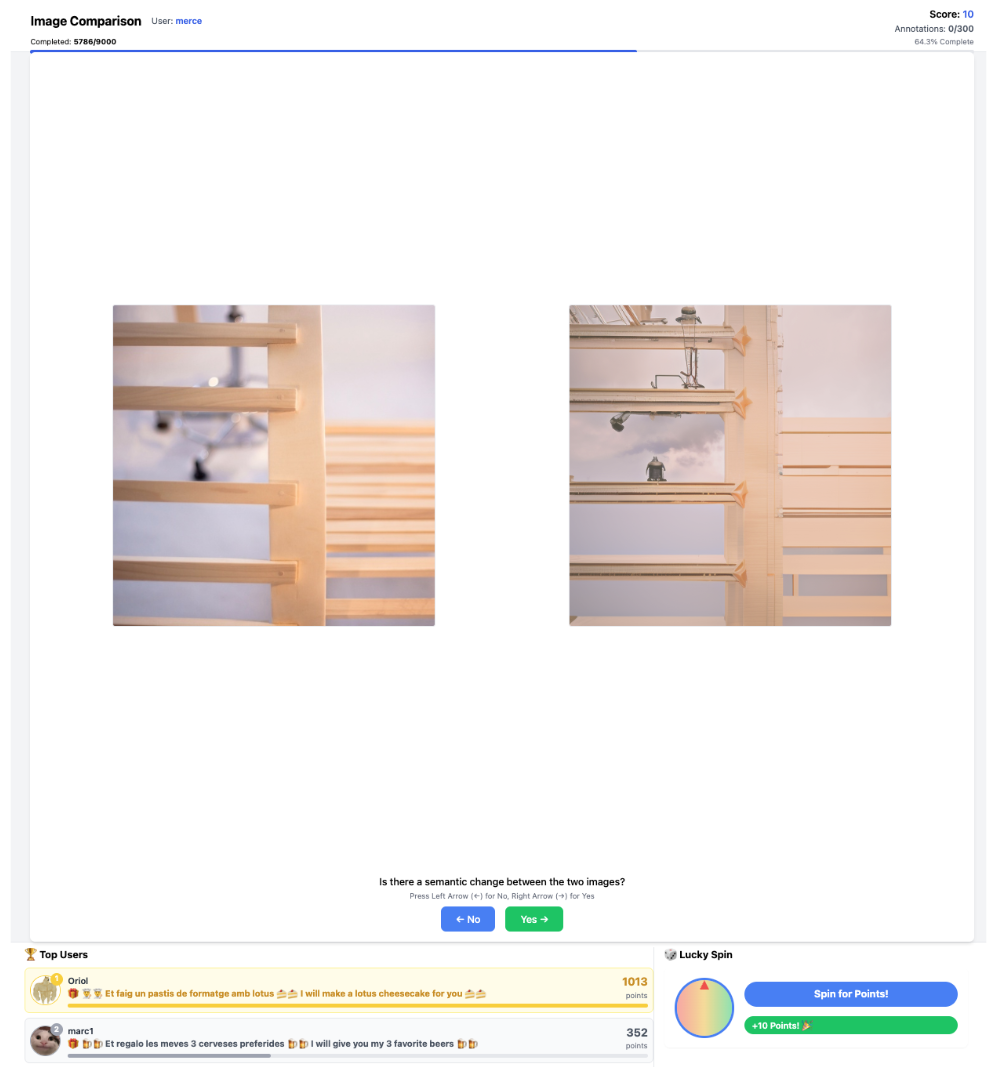 Image Comparison User: merce
Score: 10
Annotations: 0/300
Completed: 5786/9000
64.3% Complete
Is there a semantic change between the two images?
Press Left Arrow (←) for No, Right Arrow (→) for Yes
← No
Yes →
🏆 Top Users
1
Oriol
🎁 👨‍🍳👨‍🍳 Et faig un pastis de formatge amb lotus 🍰🍰 I will make a lotus cheesecake for you 🍰🍰
1013
points
2
marc1
🎁 🍻🍻 Et regalo les meves 3 cerveses preferides 🍻🍻 I will give you my 3 favorite beers 🍻🍻
352
points
🎲 Lucky Spin
Spin for Points!
+10 Points! 🎉